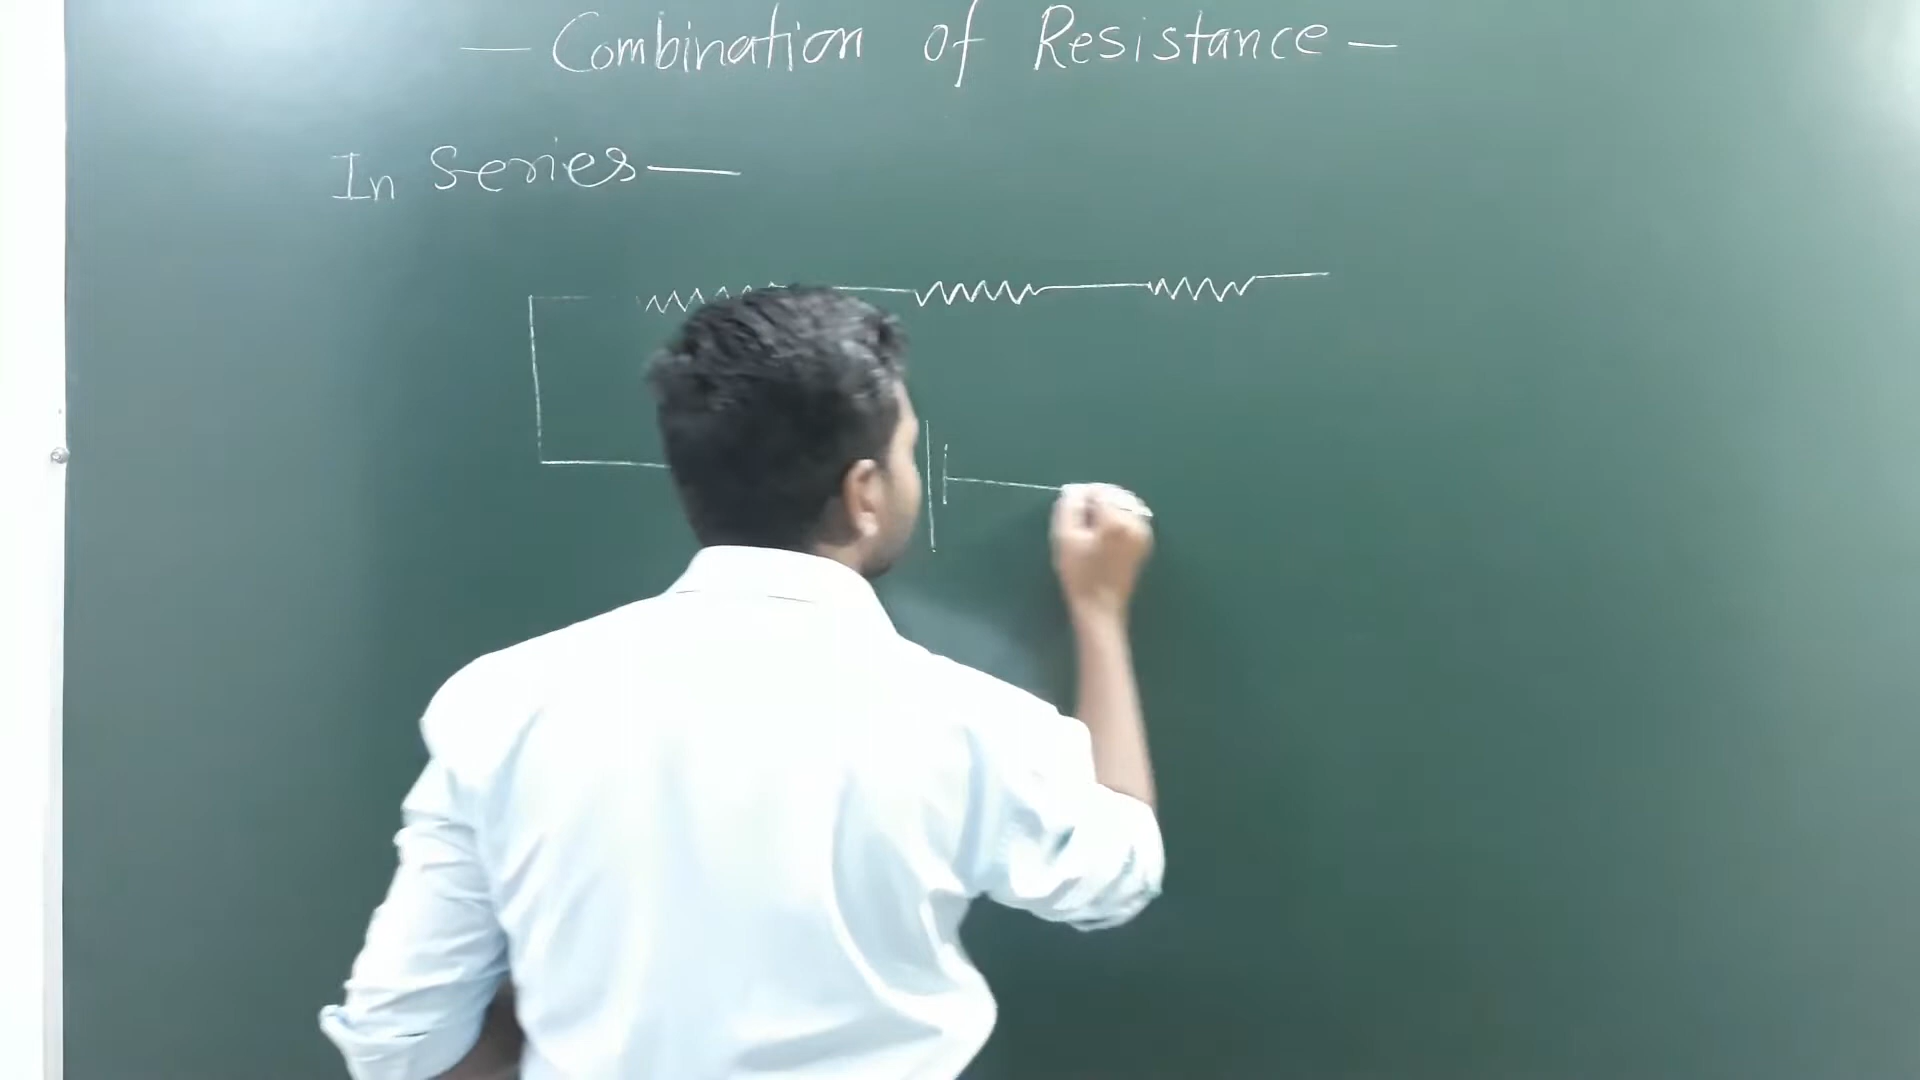 — Combination of Resistance —
In Series —